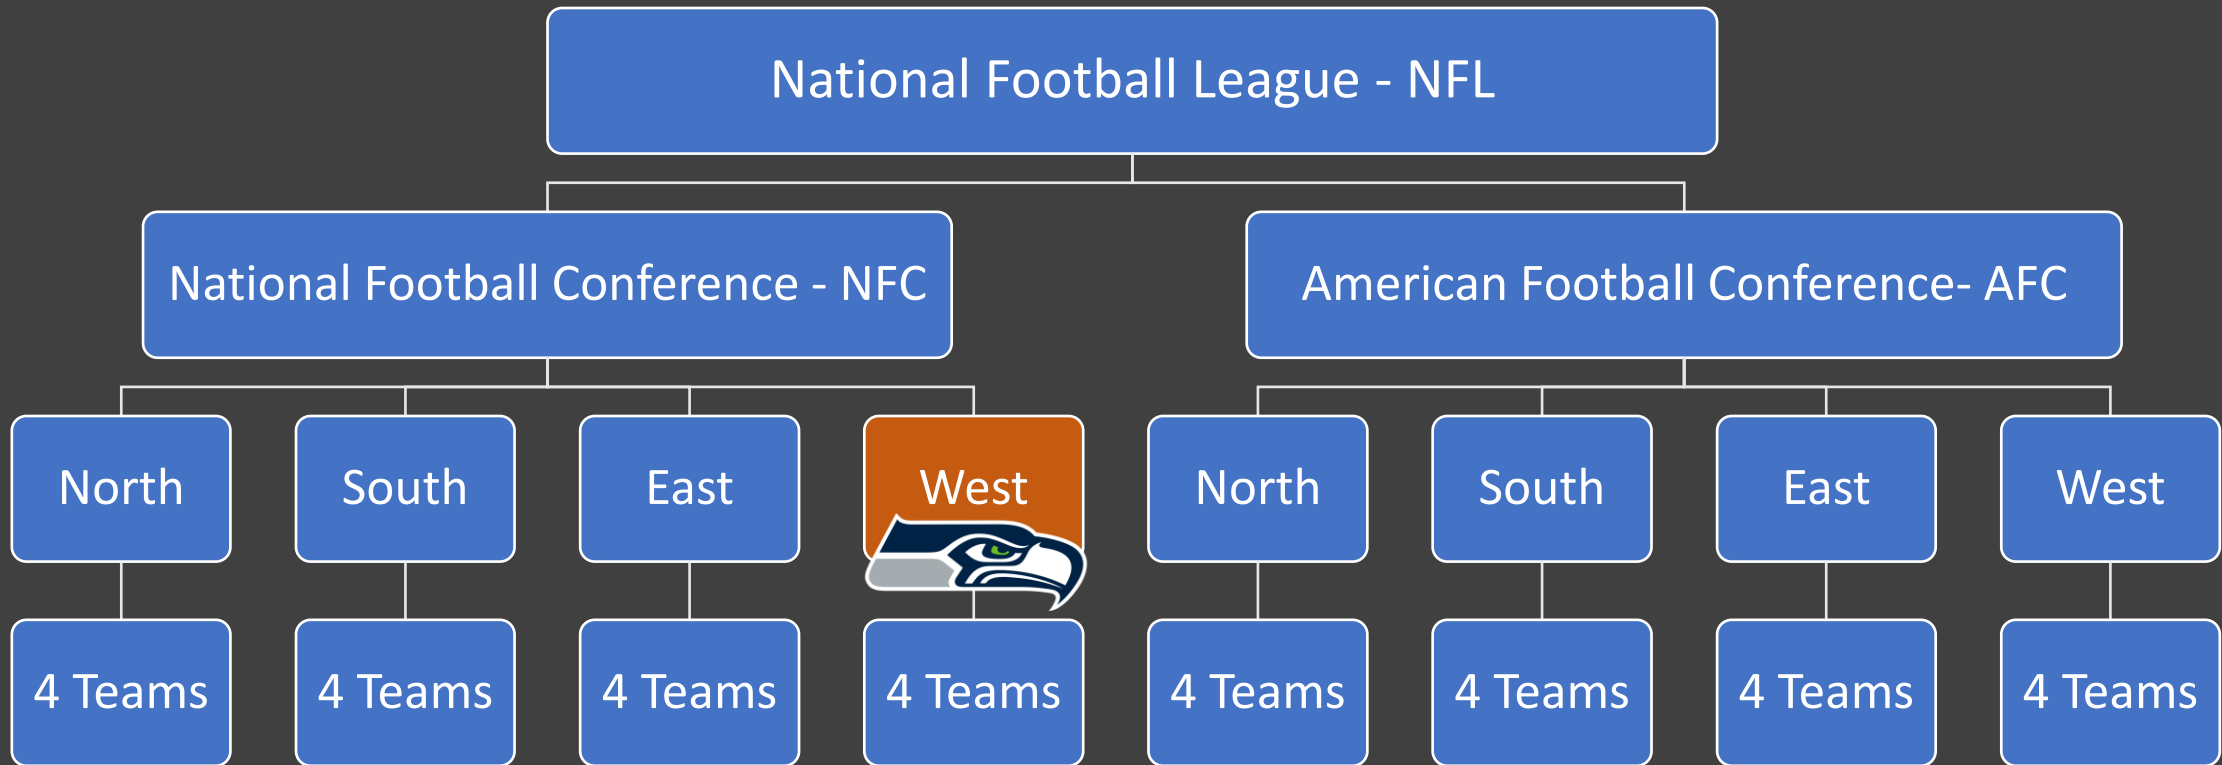 National Football League - NFL
National Football Conference - NFC
American Football Conference- AFC
North
South
East
West
North
South
East
West
4 Teams
4 Teams
4 Teams
4 Teams
4 Teams
4 Teams
4 Teams
4 Teams